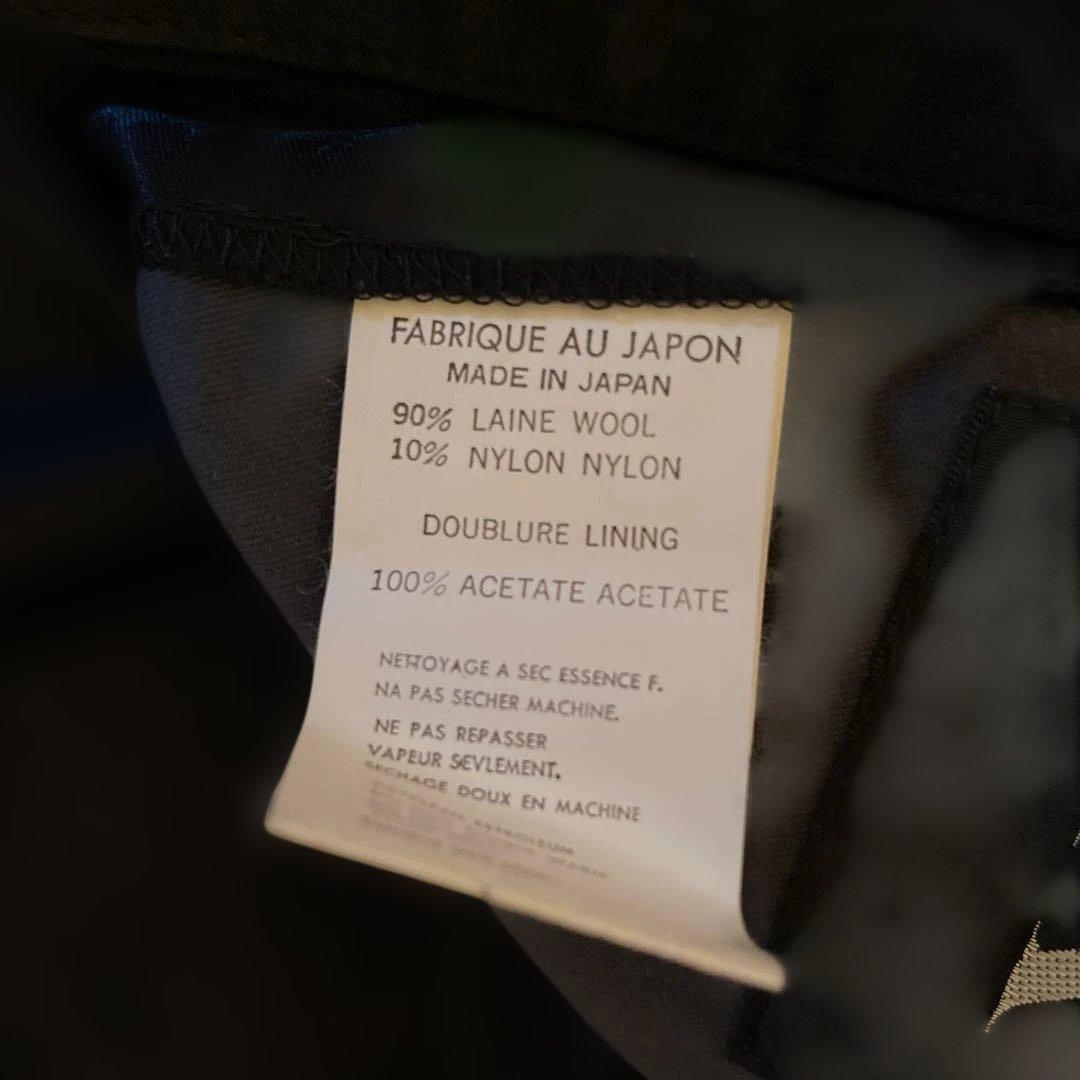 FABRIQUE AU JAPON
MADE IN JAPAN
90% LAINE WOOL
10% NYLON NYLON
DOUBLURE LINING
100% ACETATE ACETATE
NETTOYAGE A SEC ESSENCE F.
NA PAS SECHER MACHINE.
NE PAS REPASSER
VAPEUR SEVLEMENT.
SECHAGE DOUX EN MACHINE